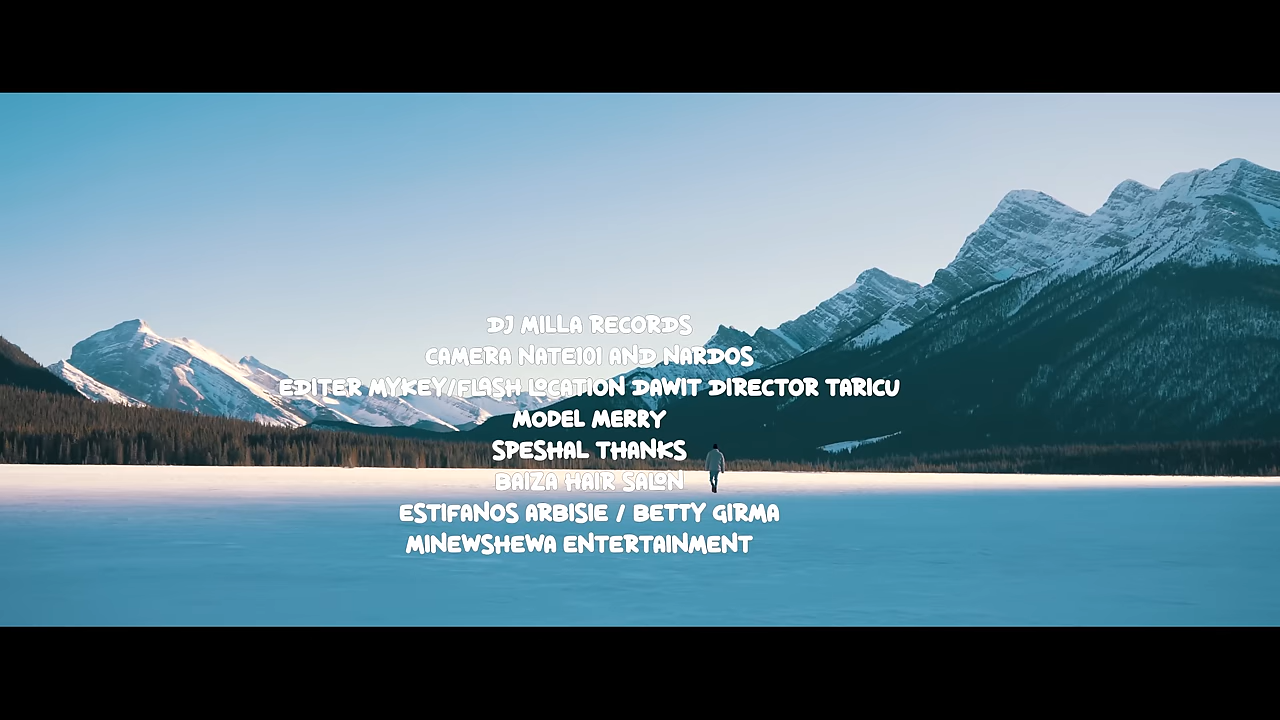 DJ MILLA RECORDS
CAMERA NATE101 AND NARDOS
EDITER MYKEY/FLASH LOCATION DAWIT DIRECTOR TARICU
MODEL MERRY
SPESHAL THANKS
BAIZA HAIR SALON
ESTIFANOS ARBISIE / BETTY GIRMA
MINEWSHEWA ENTERTAINMENT